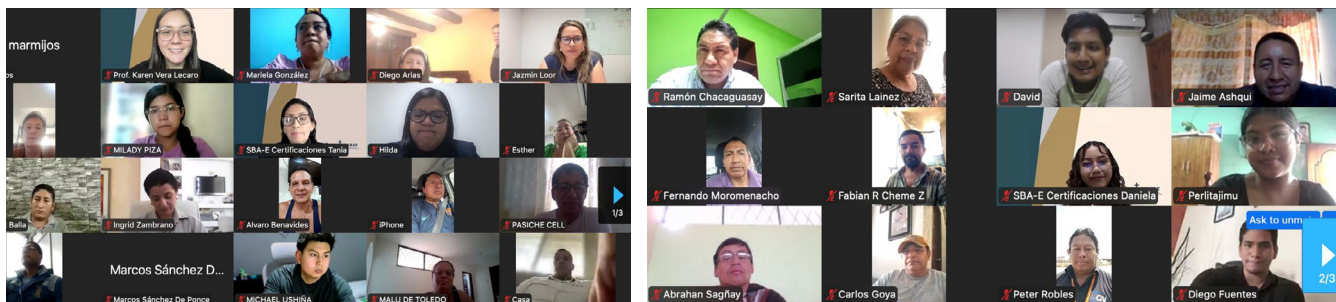 marmijos
os
Prof. Karen Vera Lecaro
Mariela González
Diego Arias
Jazmin Loor
MILADY PIZA
SBA-E Certificaciones Tania
Hilda
Esther
Balla
Ingrid Zambrano
Alvaro Benavides
iPhone
PASICHE CELL
1/3
Marcos Sánchez D...
Marcos Sánchez De Ponce
MICHAEL USHIÑA
MALU DE TOLEDO
Casa
Ramón Chacaguasay
Sarita Lainez
David
Jaime Ashqui
Fernando Moromenacho
Fabian R Cheme Z
SBA-E Certificaciones Daniela
Perlitajimu
Ask to unm
Abrahan Sagñay
Carlos Goya
Peter Robles
Diego Fuentes
2/3